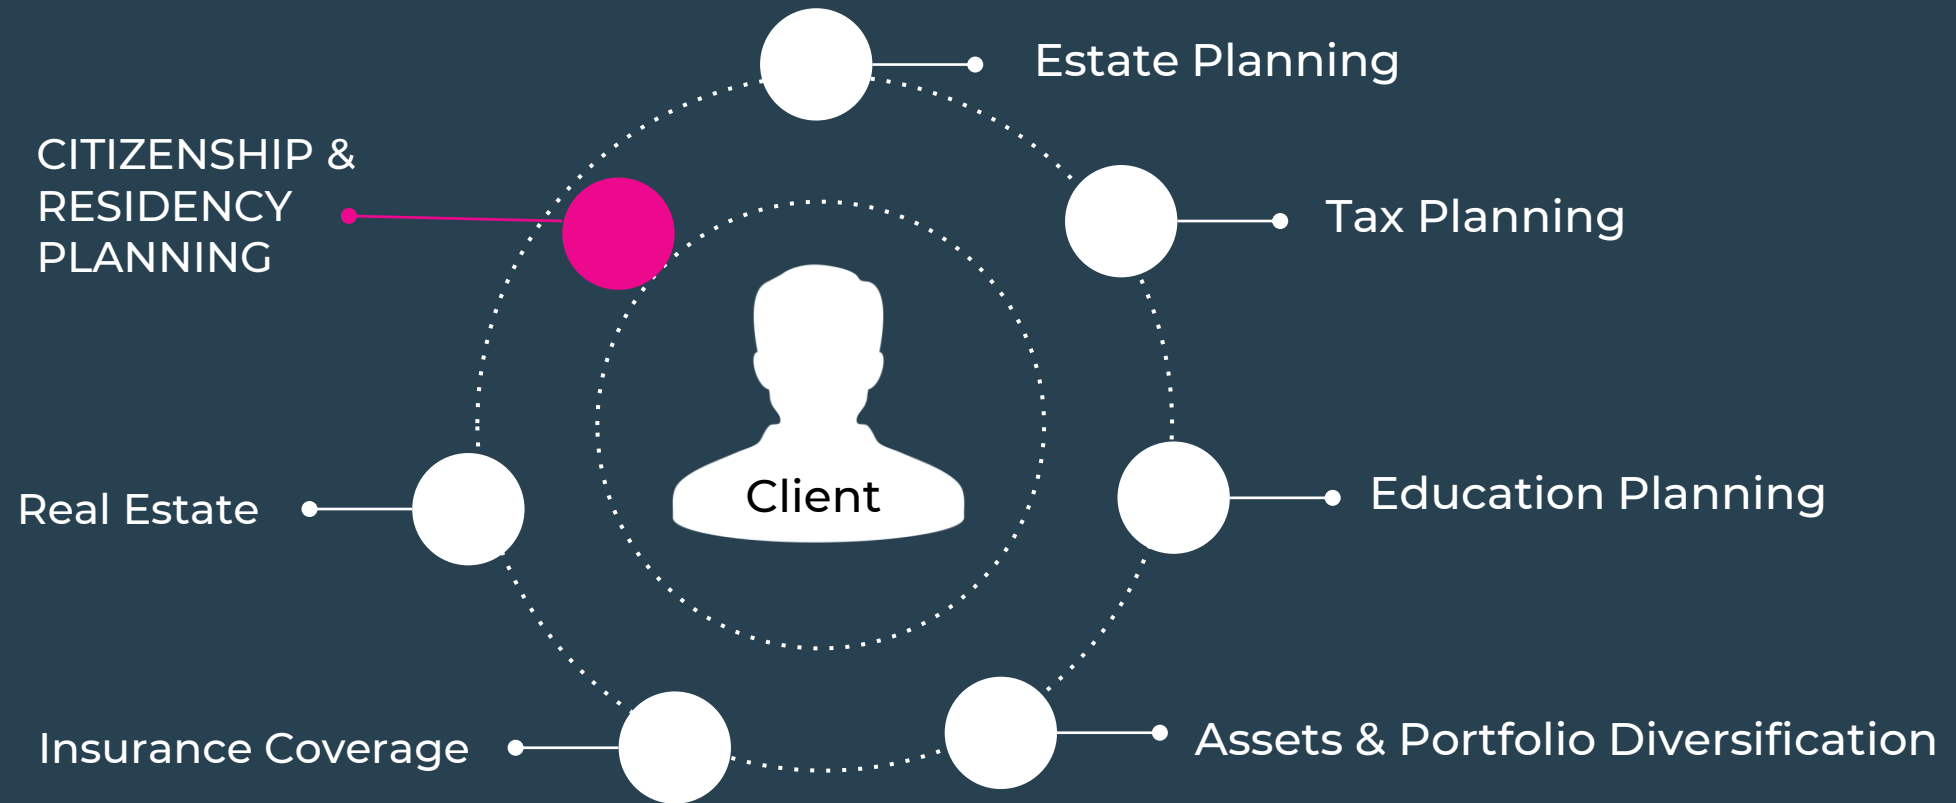 Estate Planning
CITIZENSHIP &
RESIDENCY
PLANNING
Tax Planning
Client
Real Estate
Education Planning
Insurance Coverage
Assets & Portfolio Diversification